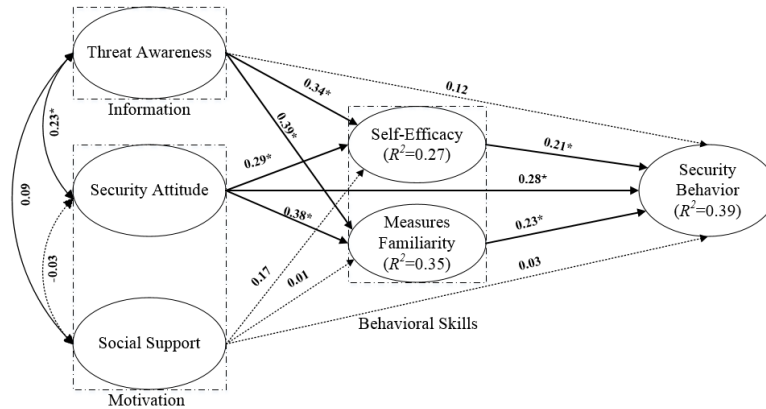 Threat Awareness
Information
0.23*
0.09
-0.03
Security Attitude
Social Support
Motivation
0.34*
0.39*
0.12
0.29*
0.38*
0.28*
0.17
0.01
0.03
Self-Efficacy
(R²=0.27)
Measures
Familiarity
(R²=0.35)
Behavioral Skills
0.21*
0.23*
Security
Behavior
(R²=0.39)